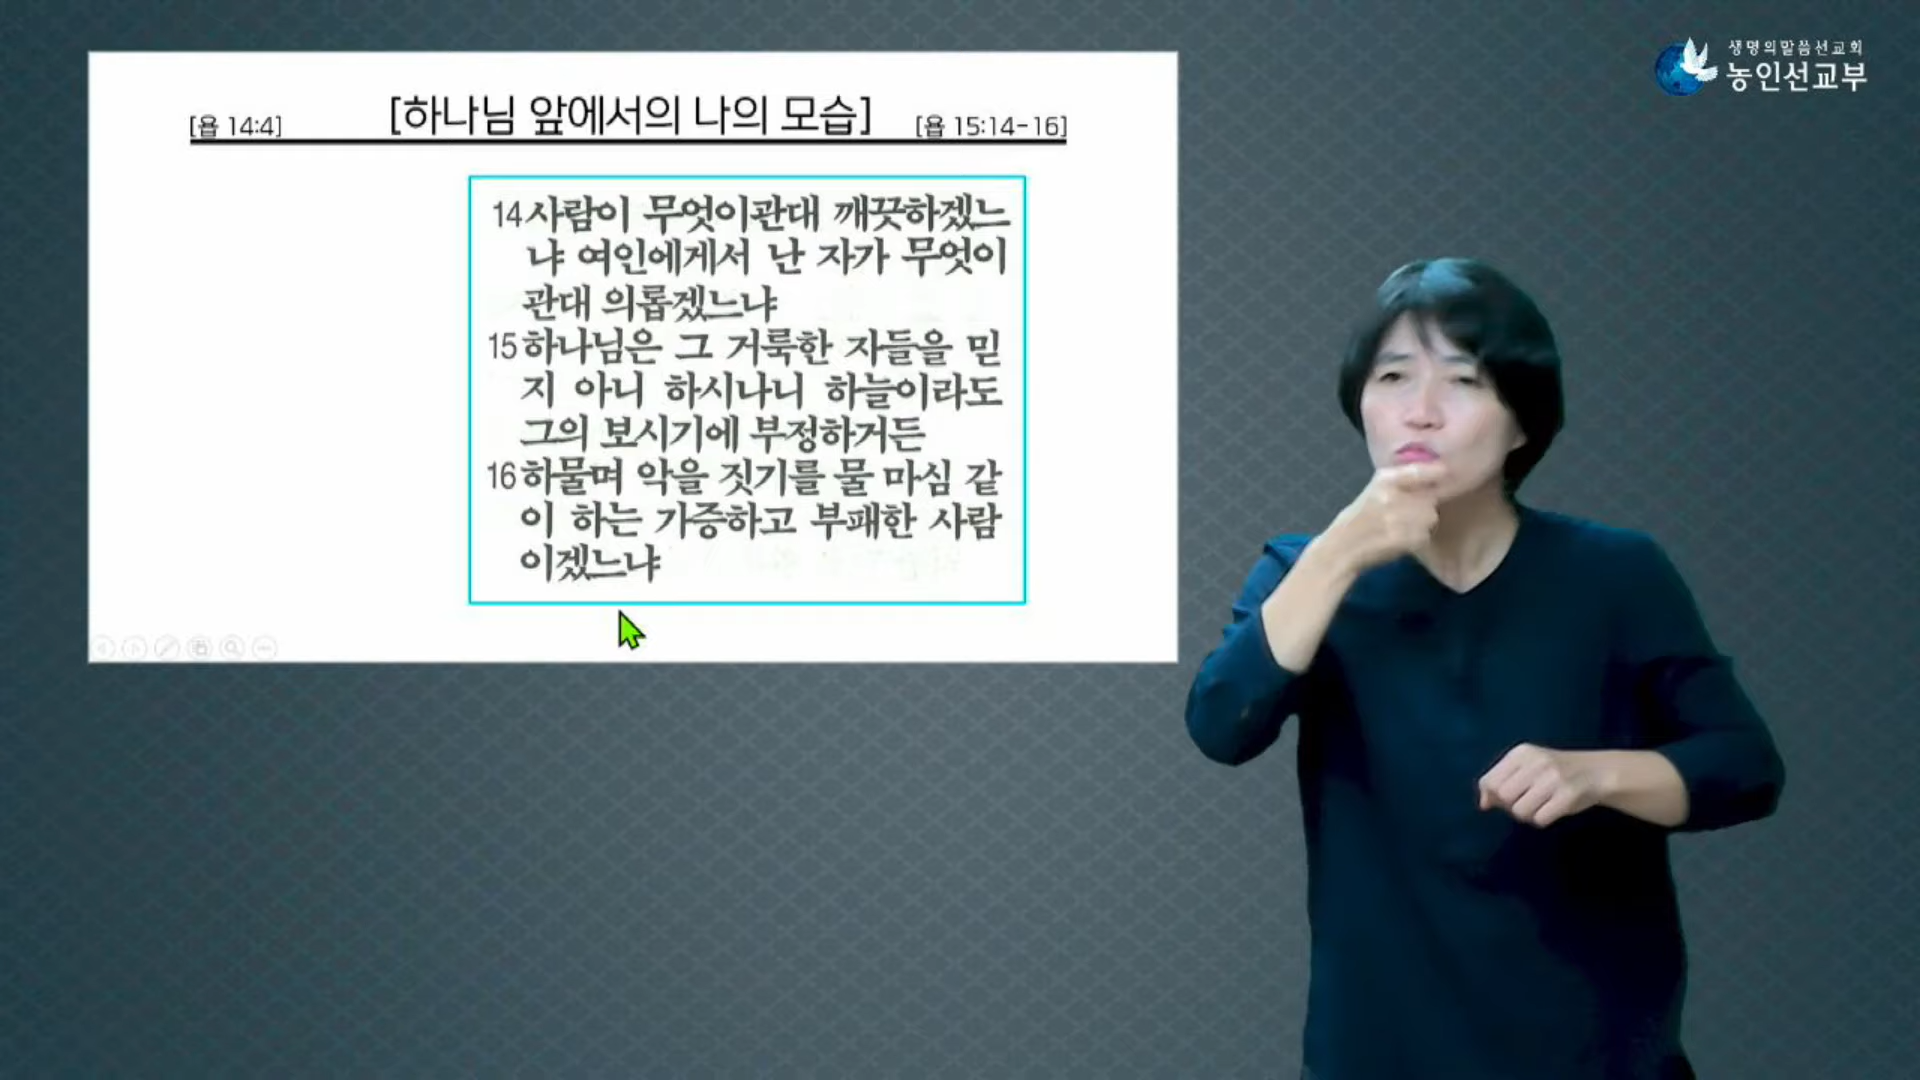 생명의말씀선교회
농인선교부
[욥 14:4]
[하나님 앞에서의 나의 모습]
[욥 15:14-16]
14 사람이 무엇이관대 깨끗하겠느
냐 여인에게서 난 자가 무엇이
관대 의롭겠느냐
15 하나님은 그 거룩한 자들을 믿
지 아니 하시나니 하늘이라도
그의 보시기에 부정하거든
16 하물며 악을 짓기를 물 마심 같
이 하는 가증하고 부패한 사람
이겠느냐